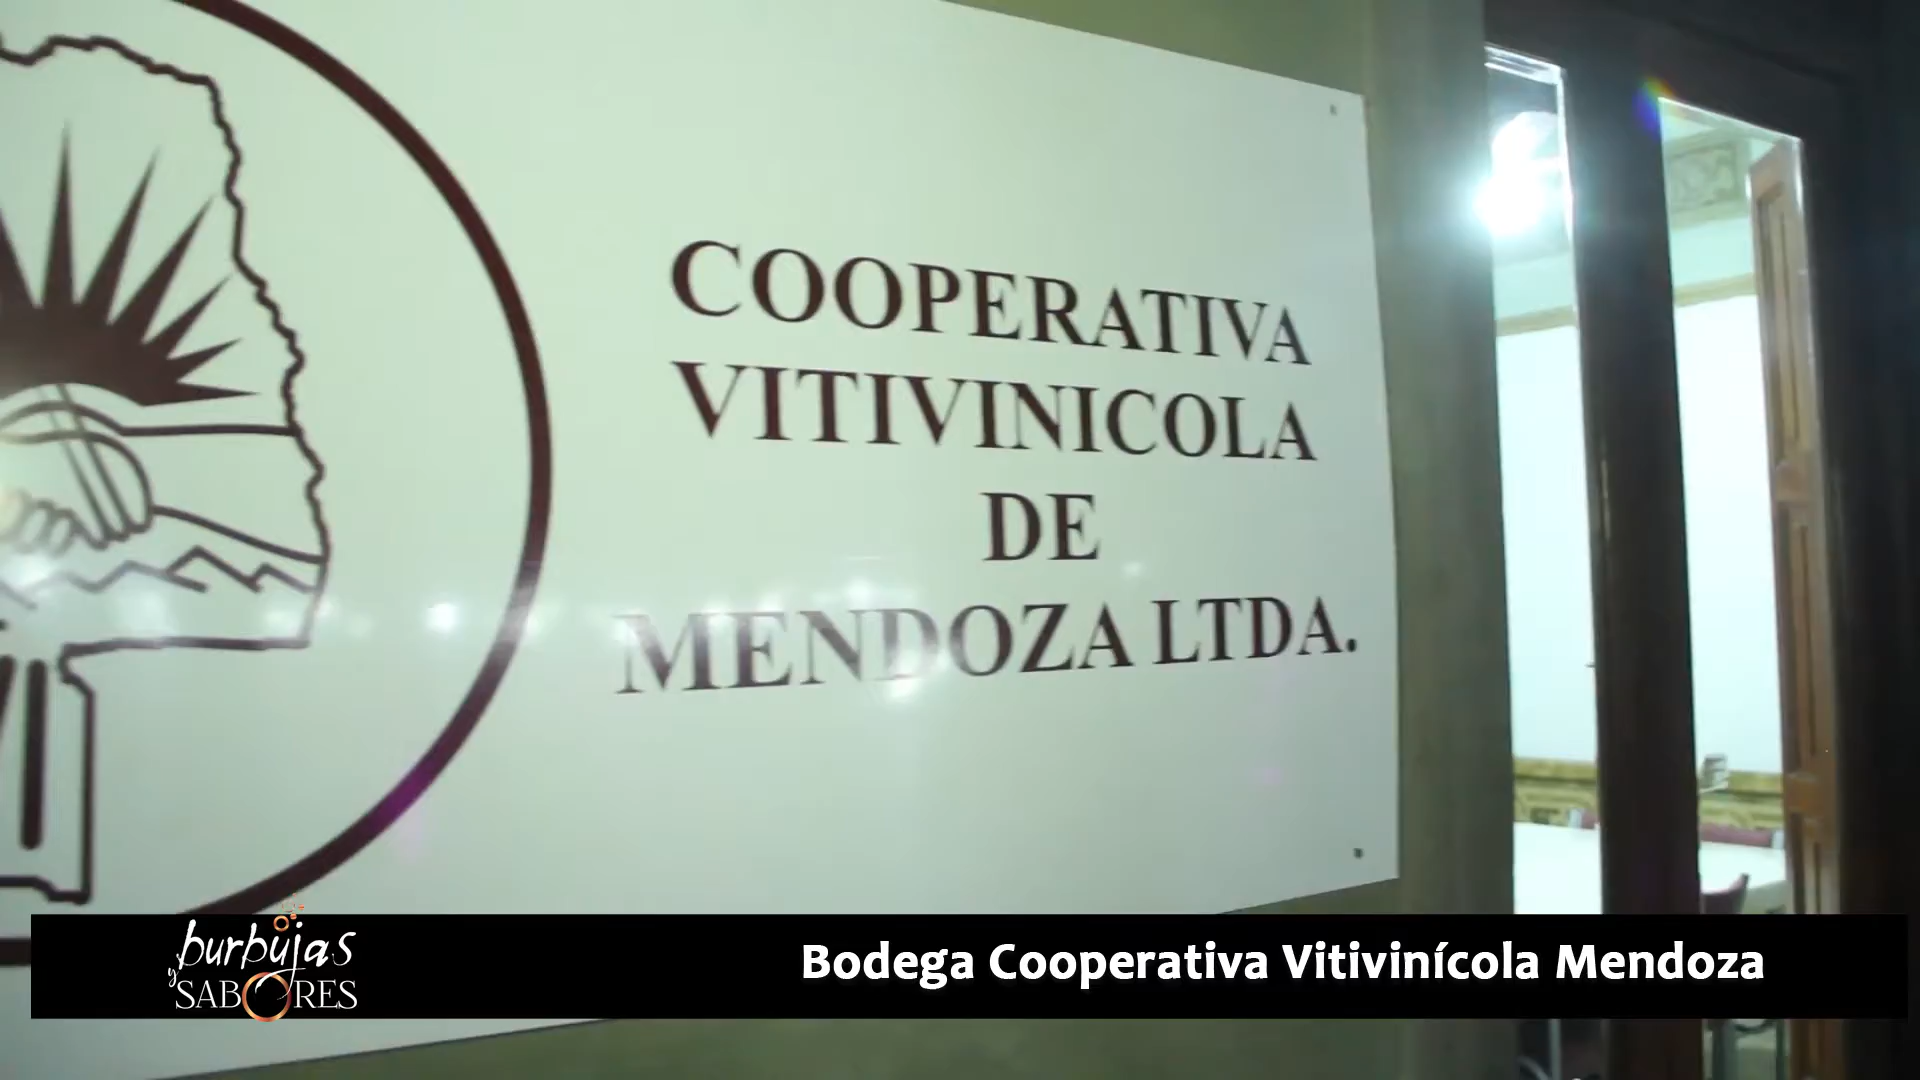 COOPERATIVA
VITIVINICOLA
DE
MENDOZA LTDA.
burbujas
y SABORES
Bodega Cooperativa Vitivinícola Mendoza